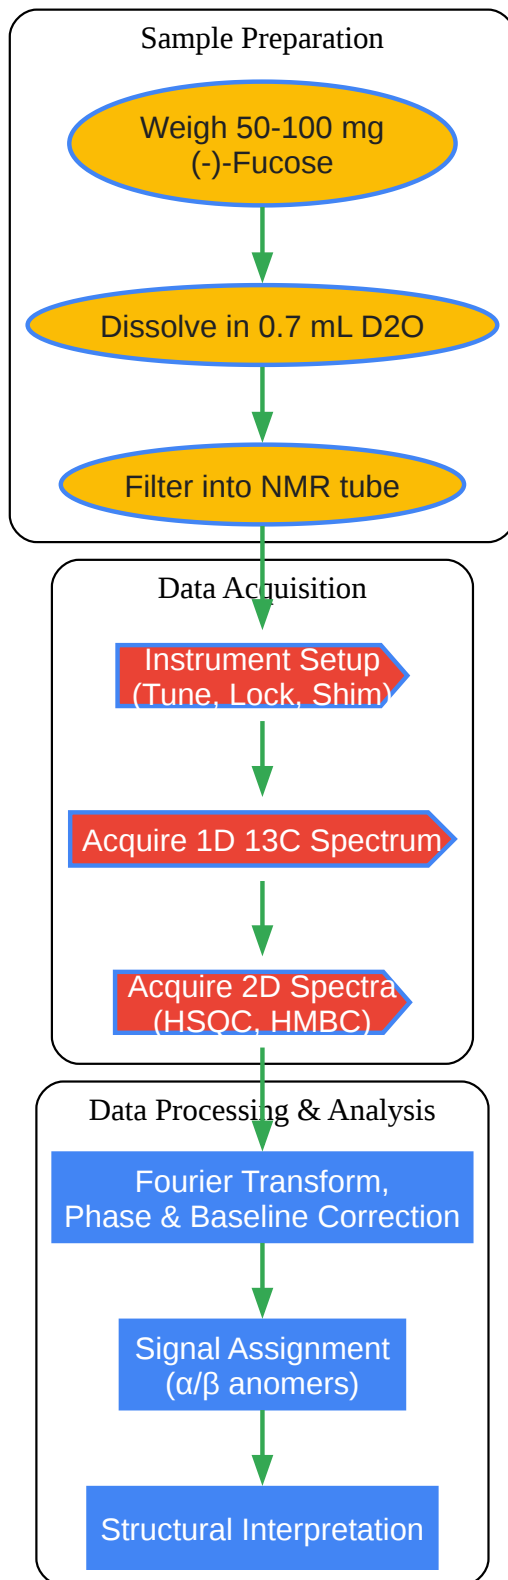 Sample Preparation
Weigh 50-100 mg
(-)-Fucose
Dissolve in 0.7 mL D2O
Filter into NMR tube
Data Acquisition
Instrument Setup
(Tune, Lock, Shim)
Acquire 1D 13C Spectrum
Acquire 2D Spectra
(HSQC, HMBC)
Data Processing & Analysis
Fourier Transform,
Phase & Baseline Correction
Signal Assignment
(α/β anomers)
Structural Interpretation